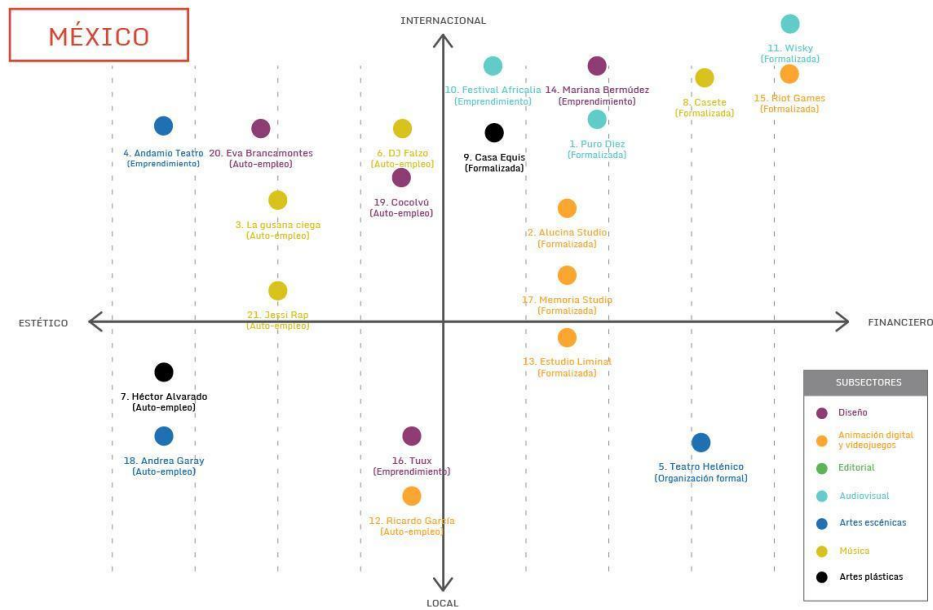 MÉXICO
INTERNACIONAL
11. Wisky
(Formalizada)
10. Festival Africalia
(Emprendimiento)
14. Mariana Bermúdez
(Emprendimiento)
8. Casete
(Formalizada)
15. Riot Games
(Formalizada)
4. Andamio Teatro
(Emprendimiento)
20. Eva Brancamontes
(Auto-empleo)
6. DJ Falzo
(Auto-empleo)
9. Casa Equis
(Formalizada)
1. Puro Diez
(Formalizada)
19. Cocolvú
(Auto-empleo)
3. La gusana ciega
(Auto-empleo)
2. Alucina Studio
(Formalizada)
17. Memoria Studio
(Formalizada)
21. Jessi Rap
(Auto-empleo)
ESTÉTICO
FINANCIERO
13. Estudio Liminal
(Formalizada)
7. Héctor Alvarado
(Auto-empleo)
18. Andrea Garay
(Auto-empleo)
16. Tuux
(Emprendimiento)
5. Teatro Helénico
(Organización formal)
12. Ricardo García
(Auto-empleo)
LOCAL
SUBSECTORES
Diseño
Animación digital
y videojuegos
Editorial
Audiovisual
Artes escénicas
Música
Artes plásticas